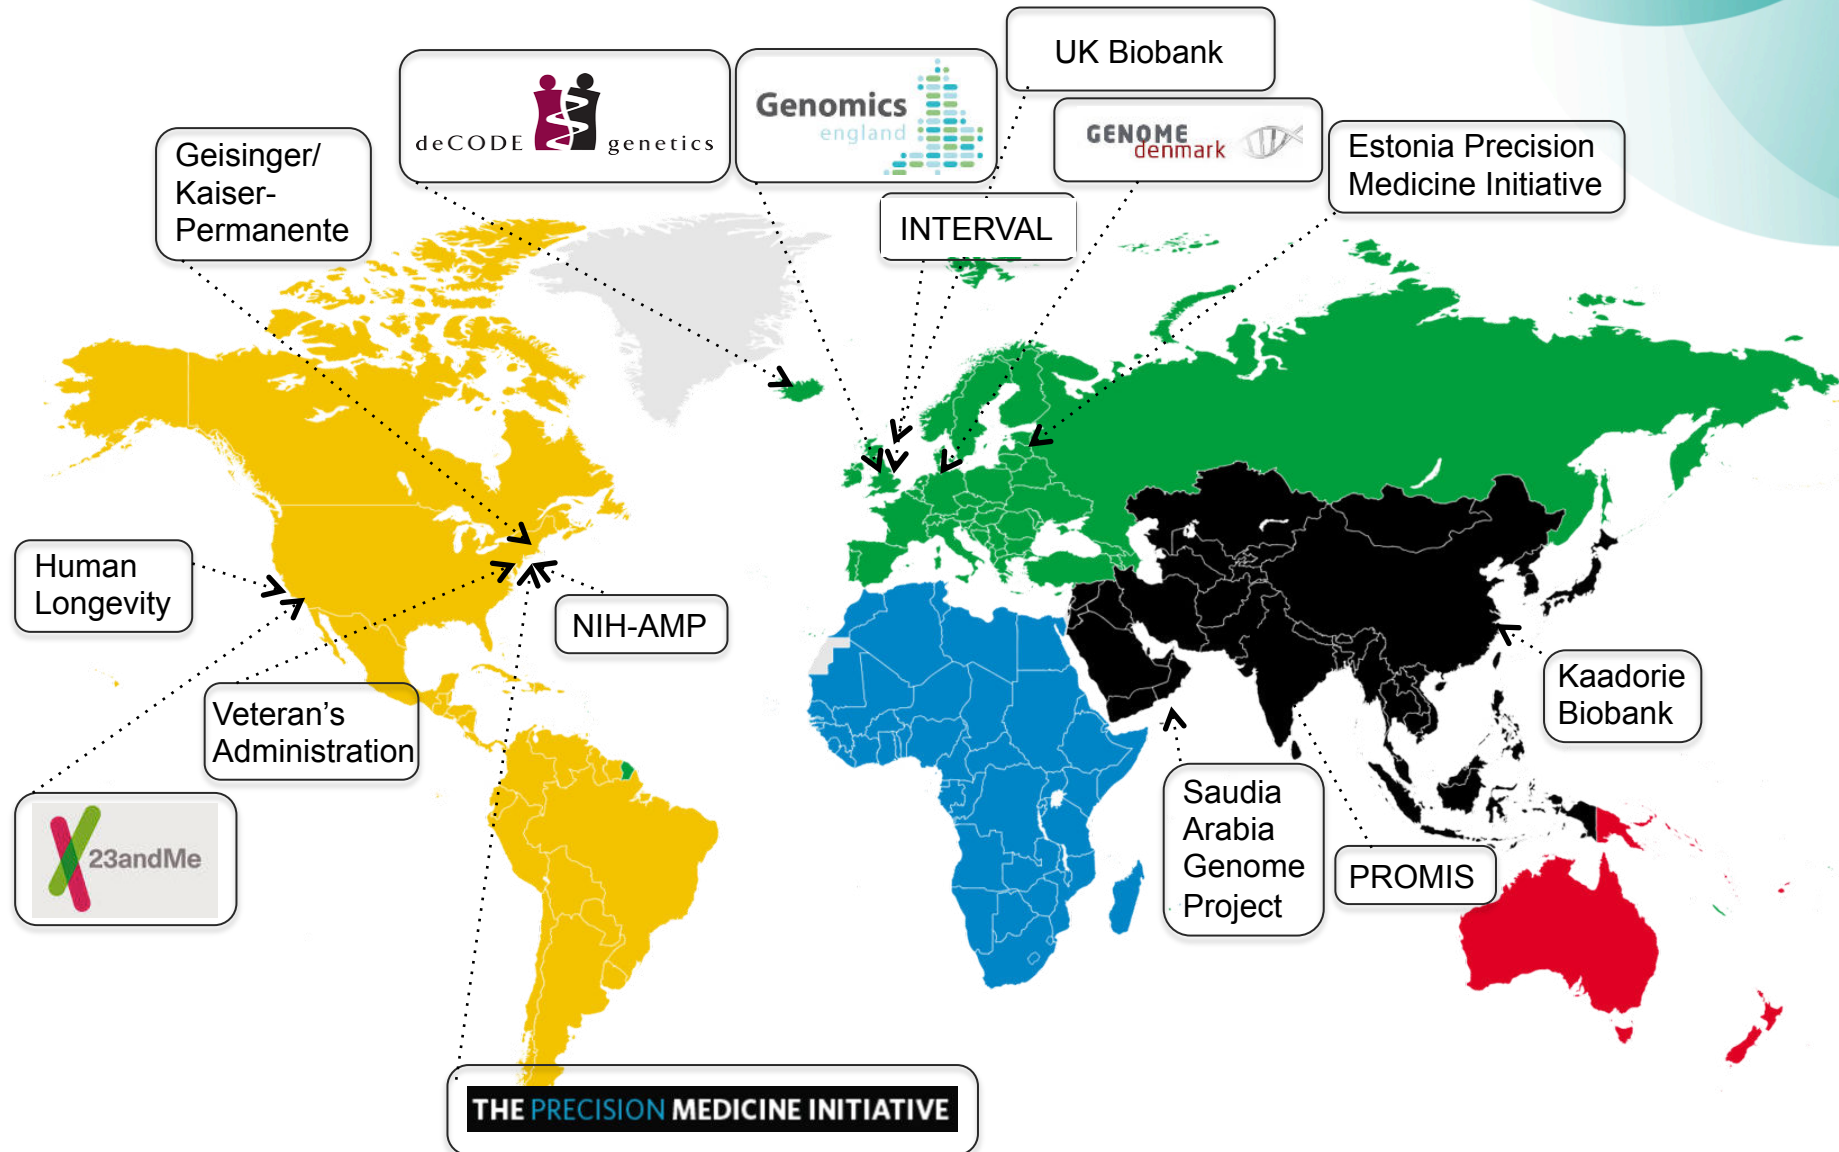 UK Biobank
deCODE genetics
Genomics
england
GENOME
denmark
Estonia Precision
Medicine Initiative
Geisinger/
Kaiser-
Permanente
INTERVAL
Human
Longevity
NIH-AMP
Veteran’s
Administration
23andMe
Kaadorie
Biobank
Saudia
Arabia
Genome
Project
PROMIS
THE PRECISION MEDICINE INITIATIVE